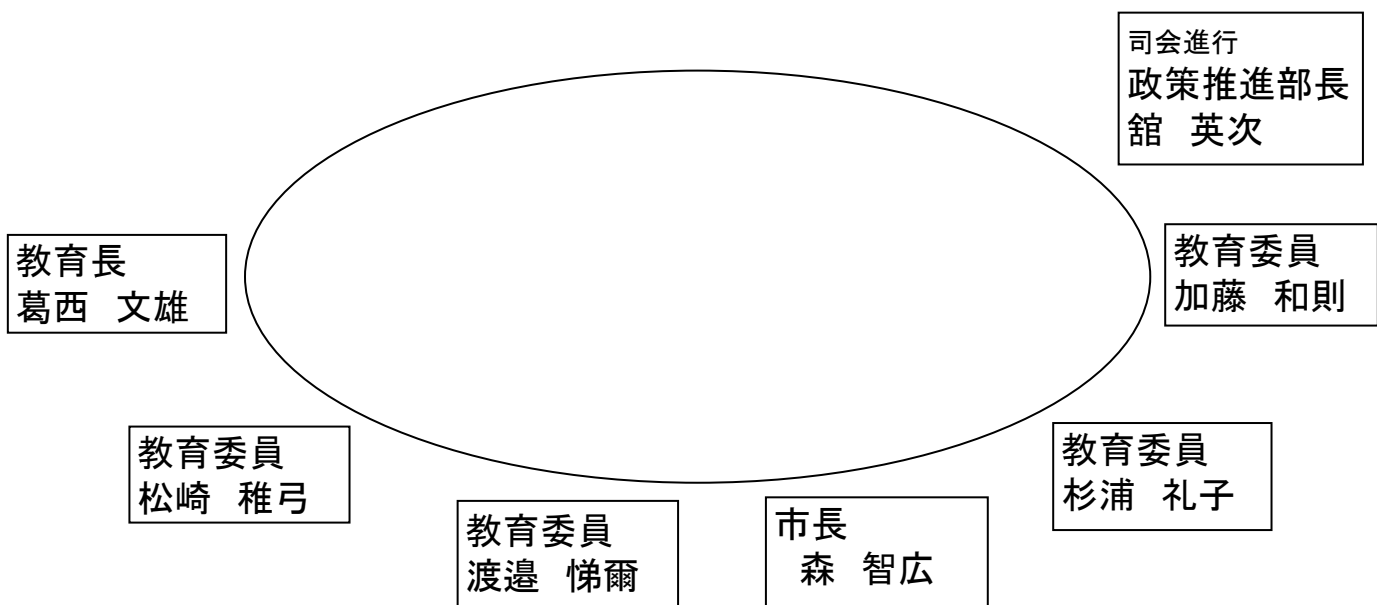 司会進行
政策推進部長
舘　英次
教育長
葛西　文雄
教育委員
加藤　和則
教育委員
松崎　稚弓
教育委員
杉浦　礼子
教育委員
渡邉　悌爾
市長
森　智広